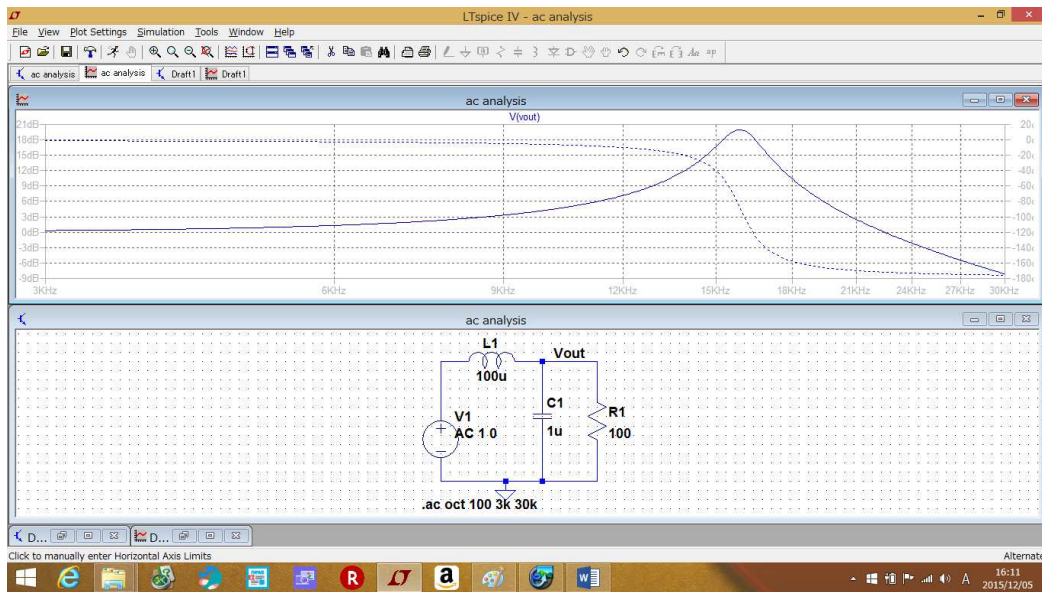 LTspice IV - ac analysis
File View Plot Settings Simulation Tools Window Help
ac analysis ac analysis Draft1 Draft1
ac analysis
V(vout)
21dB
18dB
15dB
12dB
9dB
6dB
3dB
0dB
-3dB
-6dB
-9dB
20
0
-20
-40
-60
-80
-100
-120
-140
-160
-180
3KHz 6KHz 9KHz 12KHz 15KHz 18KHz 21KHz 24KHz 27KHz 30KHz
ac analysis
L1
100u
Vout
V1
AC 1 0
C1
1u
R1
100
.ac oct 100 3k 30k
D... D...
Click to manually enter Horizontal Axis Limits
Alternate
A
16:11
2015/12/05